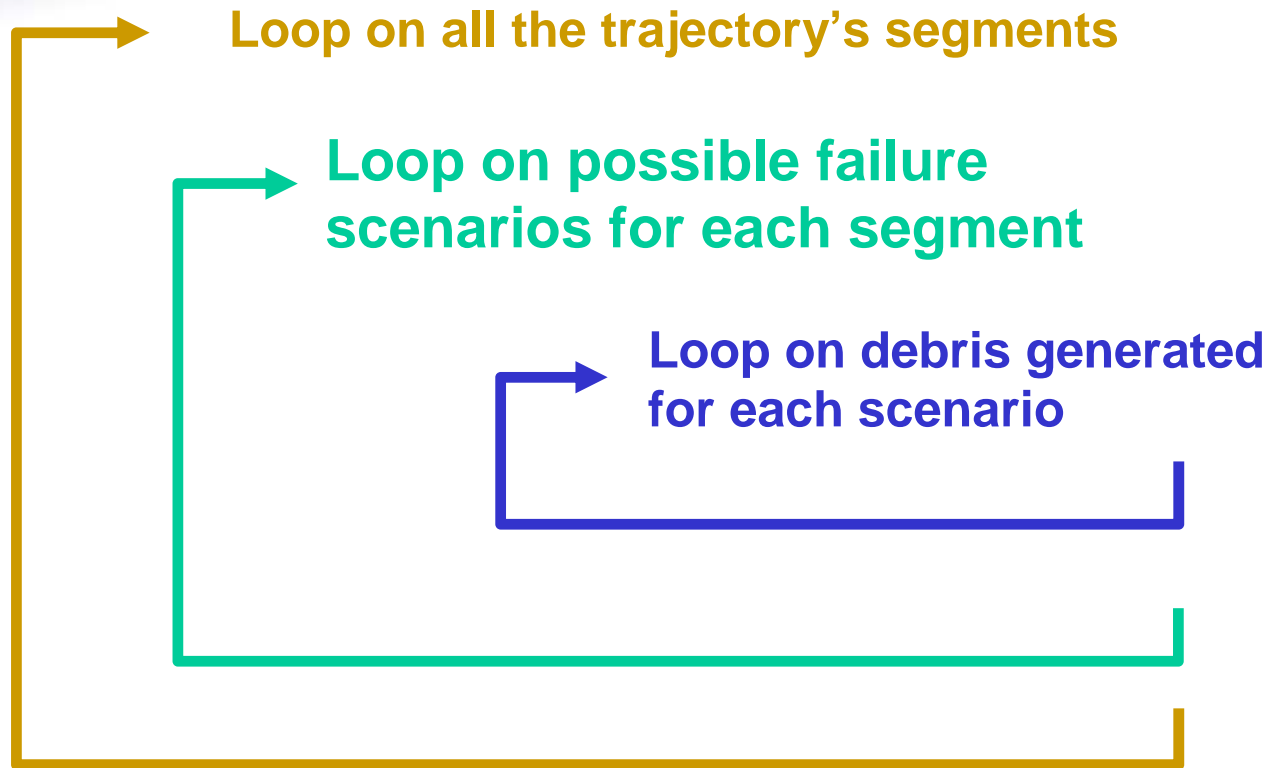 Loop on all the trajectory’s segments
Loop on possible failure
scenarios for each segment
Loop on debris generated
for each scenario